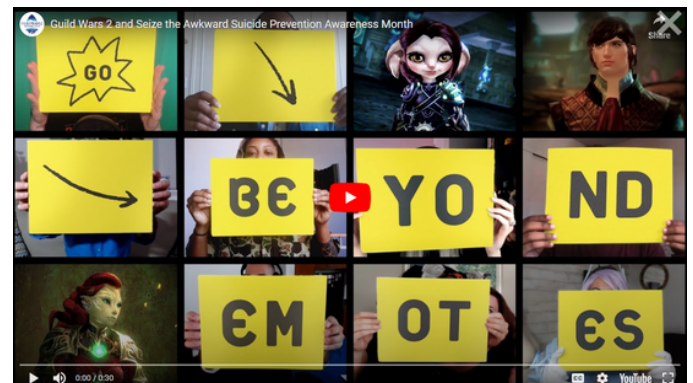 Guild Wars 2 and Seize the Awkward Suicide Prevention Awareness Month
Share
GO
BE YO ND
EM OT ES
0:00 / 0:30
CC
YouTube